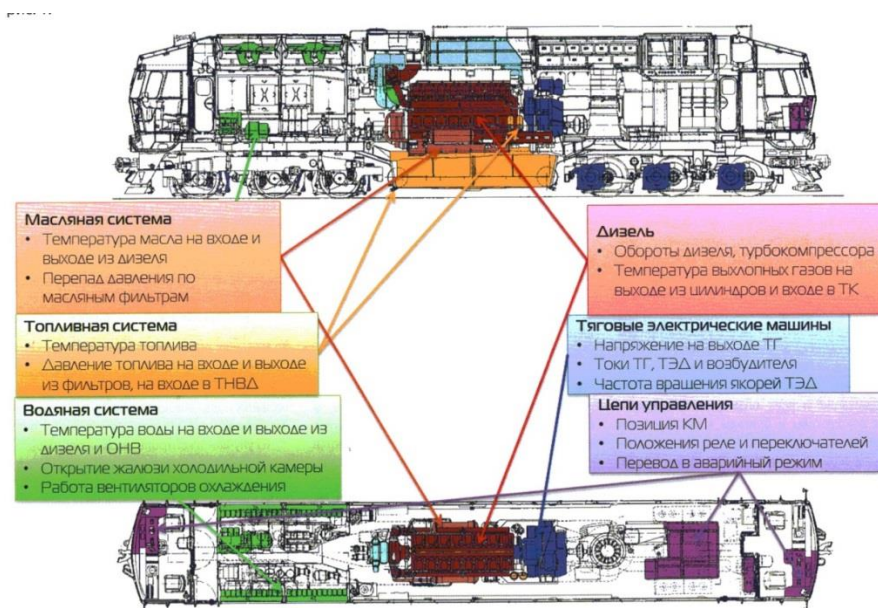 Масляная система
• Температура масла на входе и
выходе из дизеля
• Перепад давления по
масляным фильтрам
Топливная система
• Температура топлива
• Давление топлива на входе и выходе
из фильтров, на входе в ТНВД
Водяная система
• Температура воды на входе и выходе из
дизеля и ОНВ
• Открытие жалюзи холодильной камеры
• Работа вентиляторов охлаждения
Дизель
• Обороты дизеля, турбокомпрессора
• Температура выхлопных газов на
выходе из цилиндров и входе в ТК
Тяговые электрические машины
• Напряжение на выходе ТГ
• Токи ТГ, ТЭД и возбудителя
• Частота вращения якорей ТЭД
Цепи управления
• Позиция КМ
• Положения реле и переключателей
• Перевод в аварийный режим